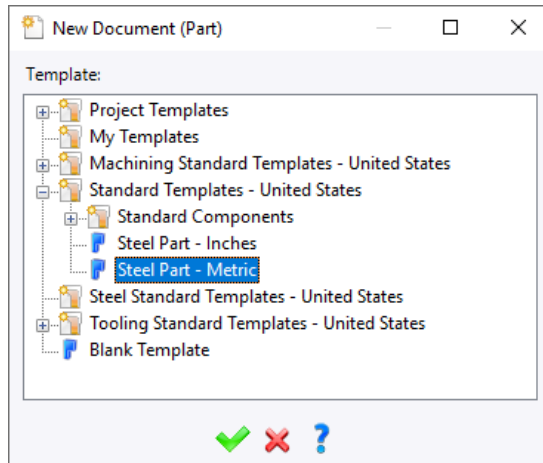 New Document (Part)
Template:
Project Templates
My Templates
Machining Standard Templates - United States
Standard Templates - United States
Standard Components
Steel Part - Inches
Steel Part - Metric
Steel Standard Templates - United States
Tooling Standard Templates - United States
Blank Template